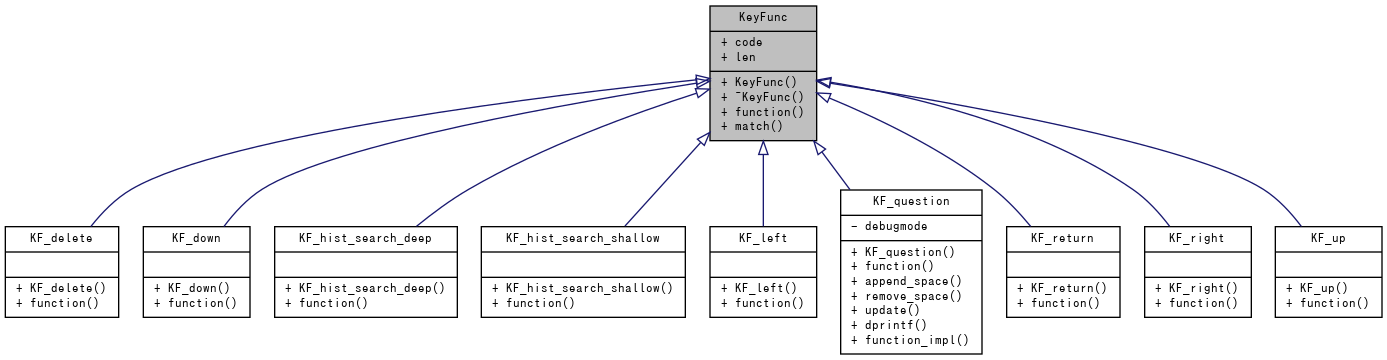 KeyFunc
+ code
+ len
+ KeyFunc()
+ ~KeyFunc()
+ function()
+ match()
KF_delete
+ KF_delete()
+ function()
KF_down
+ KF_down()
+ function()
KF_hist_search_deep
+ KF_hist_search_deep()
+ function()
KF_hist_search_shallow
+ KF_hist_search_shallow()
+ function()
KF_left
+ KF_left()
+ function()
KF_question
- debugmode
+ KF_question()
+ function()
+ append_space()
+ remove_space()
+ update()
+ dprintf()
+ function_impl()
KF_return
+ KF_return()
+ function()
KF_right
+ KF_right()
+ function()
KF_up
+ KF_up()
+ function()